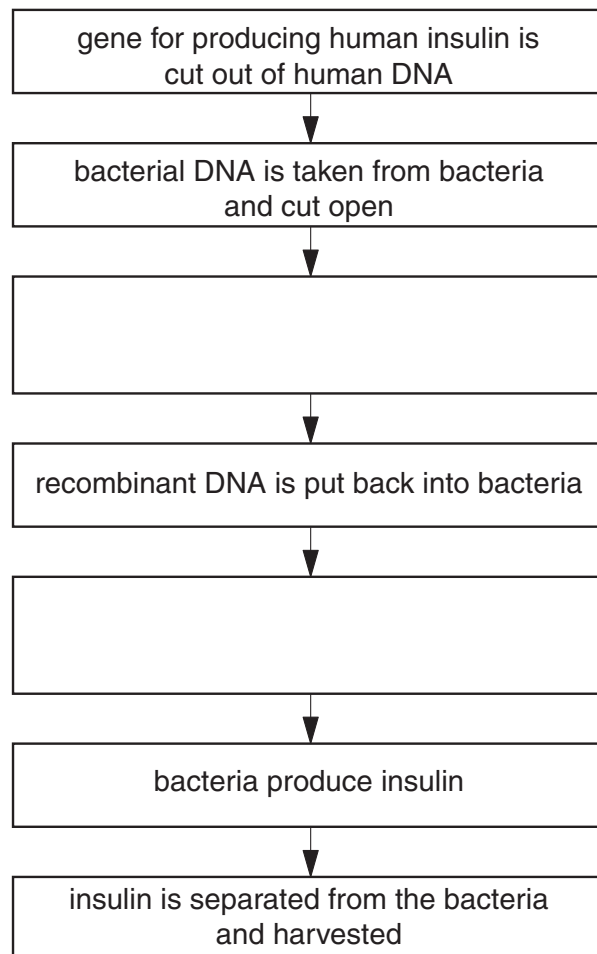 gene for producing human insulin is
cut out of human DNA
bacterial DNA is taken from bacteria
and cut open
recombinant DNA is put back into bacteria
bacteria produce insulin
insulin is separated from the bacteria
and harvested